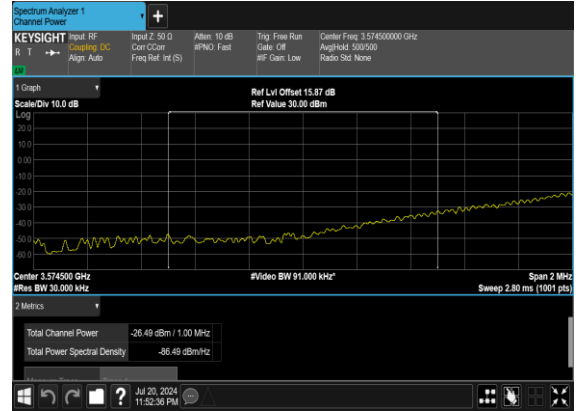 Spectrum Analyzer 1
Channel Power
KEYSIGHT Input: RF Input Z: 50 Ω Atten: 10 dB Trig: Free Run Center Freq: 3.574500000 GHz
R T Coupling: DC Corr CCorr #PNO: Fast Gate: Off Avg|Hold: 500/500
Align: Auto Freq Ref: Int (S) #IF Gain: Low Radio Std: None
1 Graph Ref Lvl Offset 15.87 dB
Scale/Div 10.0 dB Ref Value 30.00 dBm
Log
20.0
10.0
0.00
-10.0
-20.0
-30.0
-40.0
-50.0
-60.0
Center 3.574500 GHz #Video BW 91.000 kHz* Span 2 MHz
#Res BW 30.000 kHz Sweep 2.80 ms (1001 pts)
2 Metrics
Total Channel Power -26.49 dBm / 1.00 MHz
Total Power Spectral Density -86.49 dBm/Hz
Jul 20, 2024
11:52:36 PM